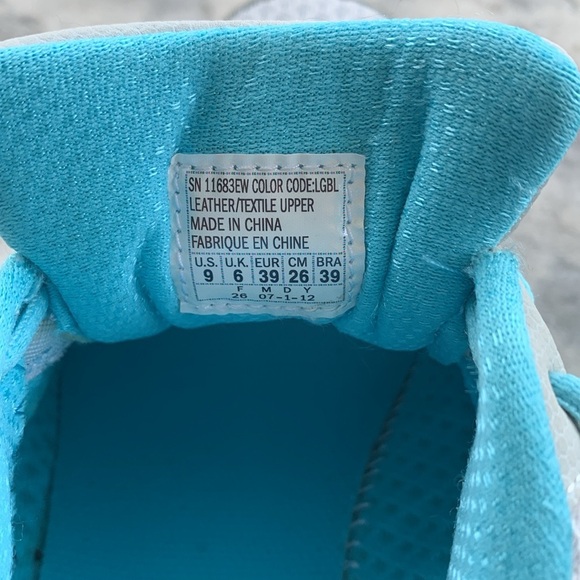 SN 11683EW COLOR CODE:LGBL
LEATHER/TEXTILE UPPER
MADE IN CHINA
FABRIQUE EN CHINE
U.S. U.K. EUR CM BRA
9 6 39 26 39
F M D Y
26 07-1-12